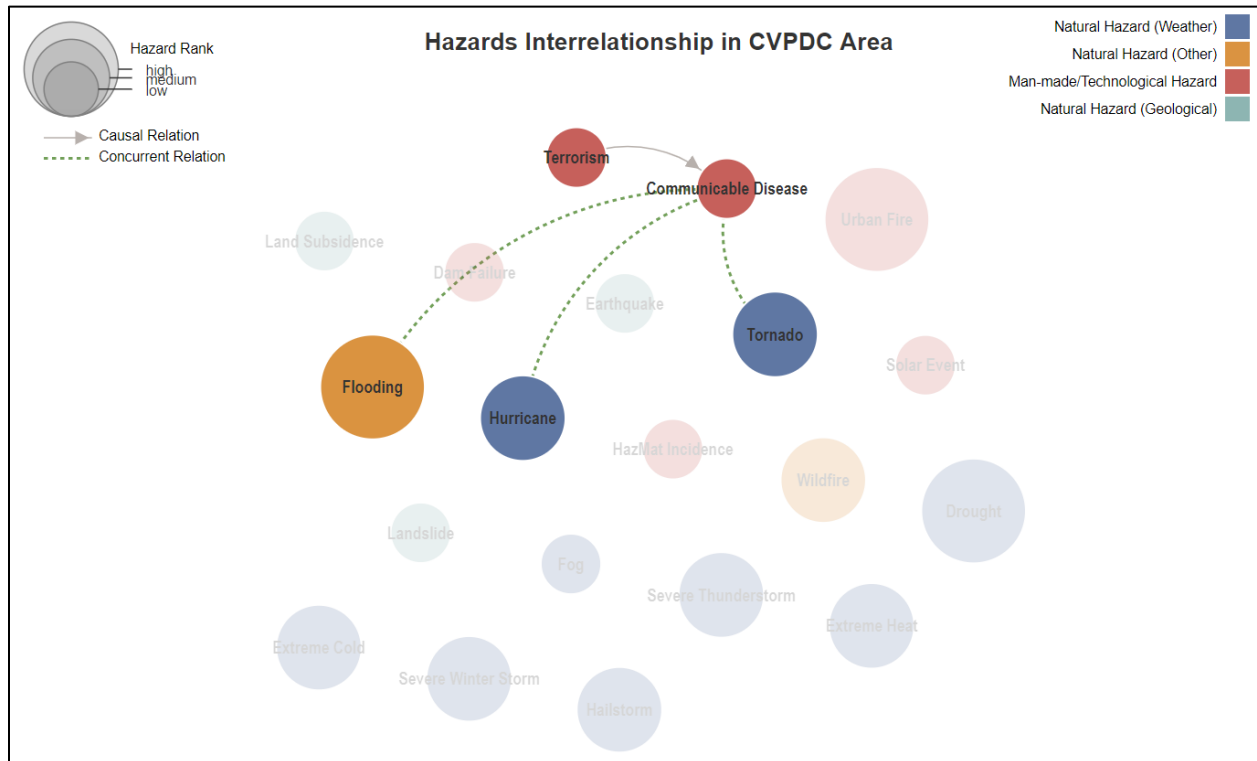 Hazards Interrelationship in CVPDC Area
Hazard Rank
high
medium
low
Causal Relation
Concurrent Relation
Natural Hazard (Weather)
Natural Hazard (Other)
Man-made/Technological Hazard
Natural Hazard (Geological)
Terrorism
Communicable Disease
Urban Fire
Land Subsidence
Dam Failure
Earthquake
Tornado
Solar Event
Flooding
Hurricane
HazMat Incidence
Wildfire
Drought
Landslide
Fog
Severe Thunderstorm
Extreme Heat
Extreme Cold
Severe Winter Storm
Hailstorm